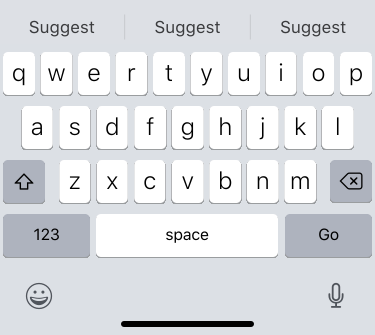 Suggest Suggest Suggest
q w e r t y u i o p
a s d f g h j k l
z x c v b n m
123 space Go